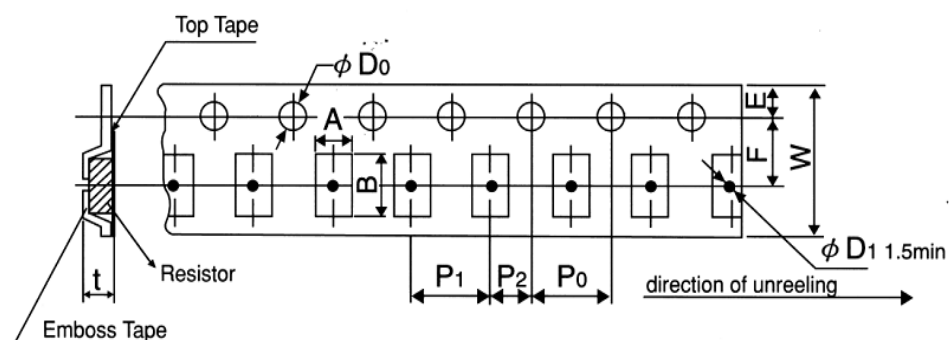 Top Tape
φ D0
A
B
E
F
W
φ D1 1.5min
P1
P2
P0
t
Resistor
direction of unreeling
Emboss Tape